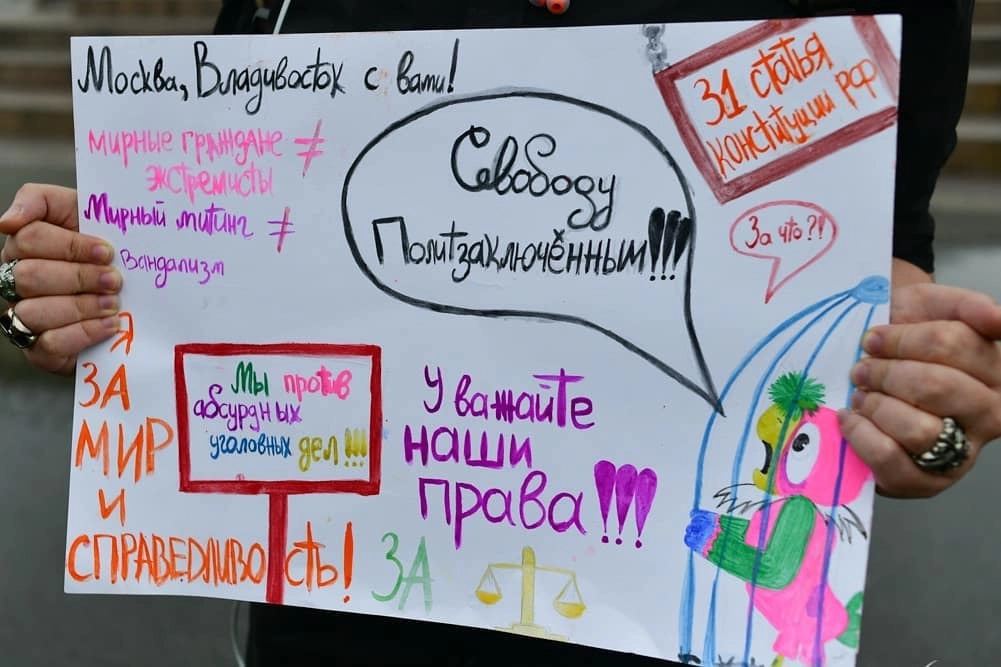 Москва, Владивосток с вами!
мирные граждане ≠
экстремисты
Мирный митинг ≠
Вандализм
Свободу
Политзаключённым!!!
31 статья
конституции РФ
За что?!
Я
ЗА
МИР
И
СПРАВЕДЛИВОСТЬ!
Мы против
абсурдных
уголовных дел!!!
Уважайте
наши
права!!!
ЗА